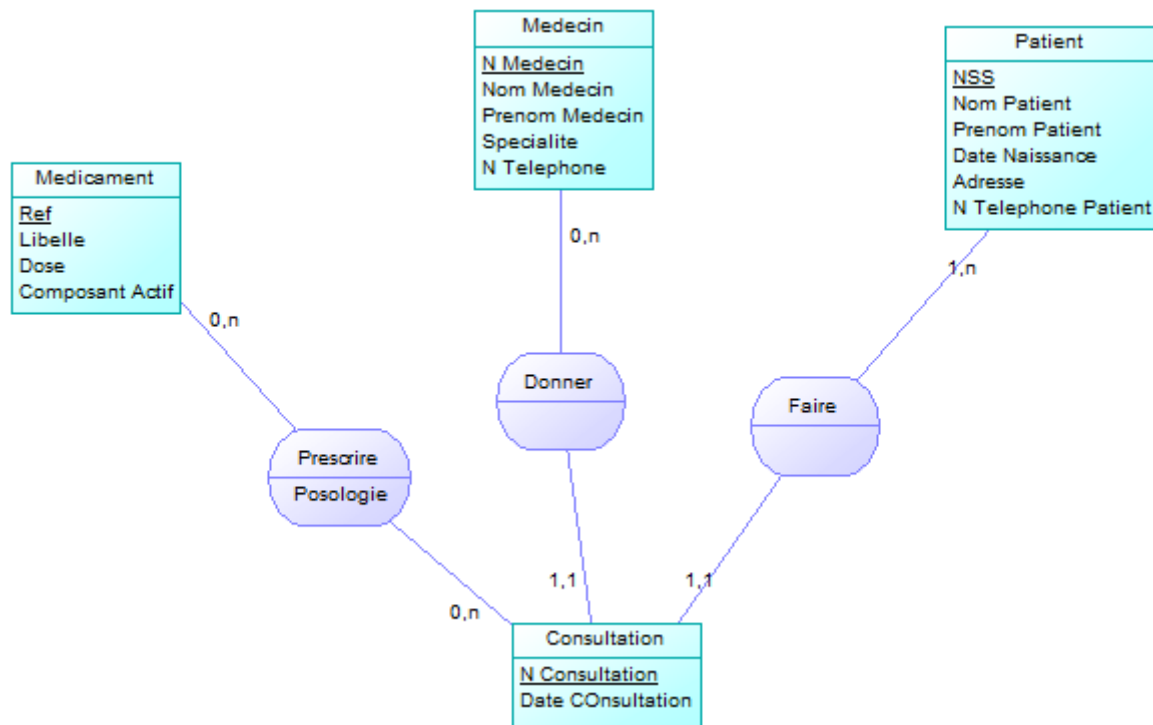 Medecin
N Medecin
Nom Medecin
Prenom Medecin
Specialite
N Telephone
Patient
NSS
Nom Patient
Prenom Patient
Date Naissance
Adresse
N Telephone Patient
Medicament
Ref
Libelle
Dose
Composant Actif
0,n
1,n
0,n
Donner
Faire
Prescrire
Posologie
1,1
1,1
0,n
Consultation
N Consultation
Date COnsultation